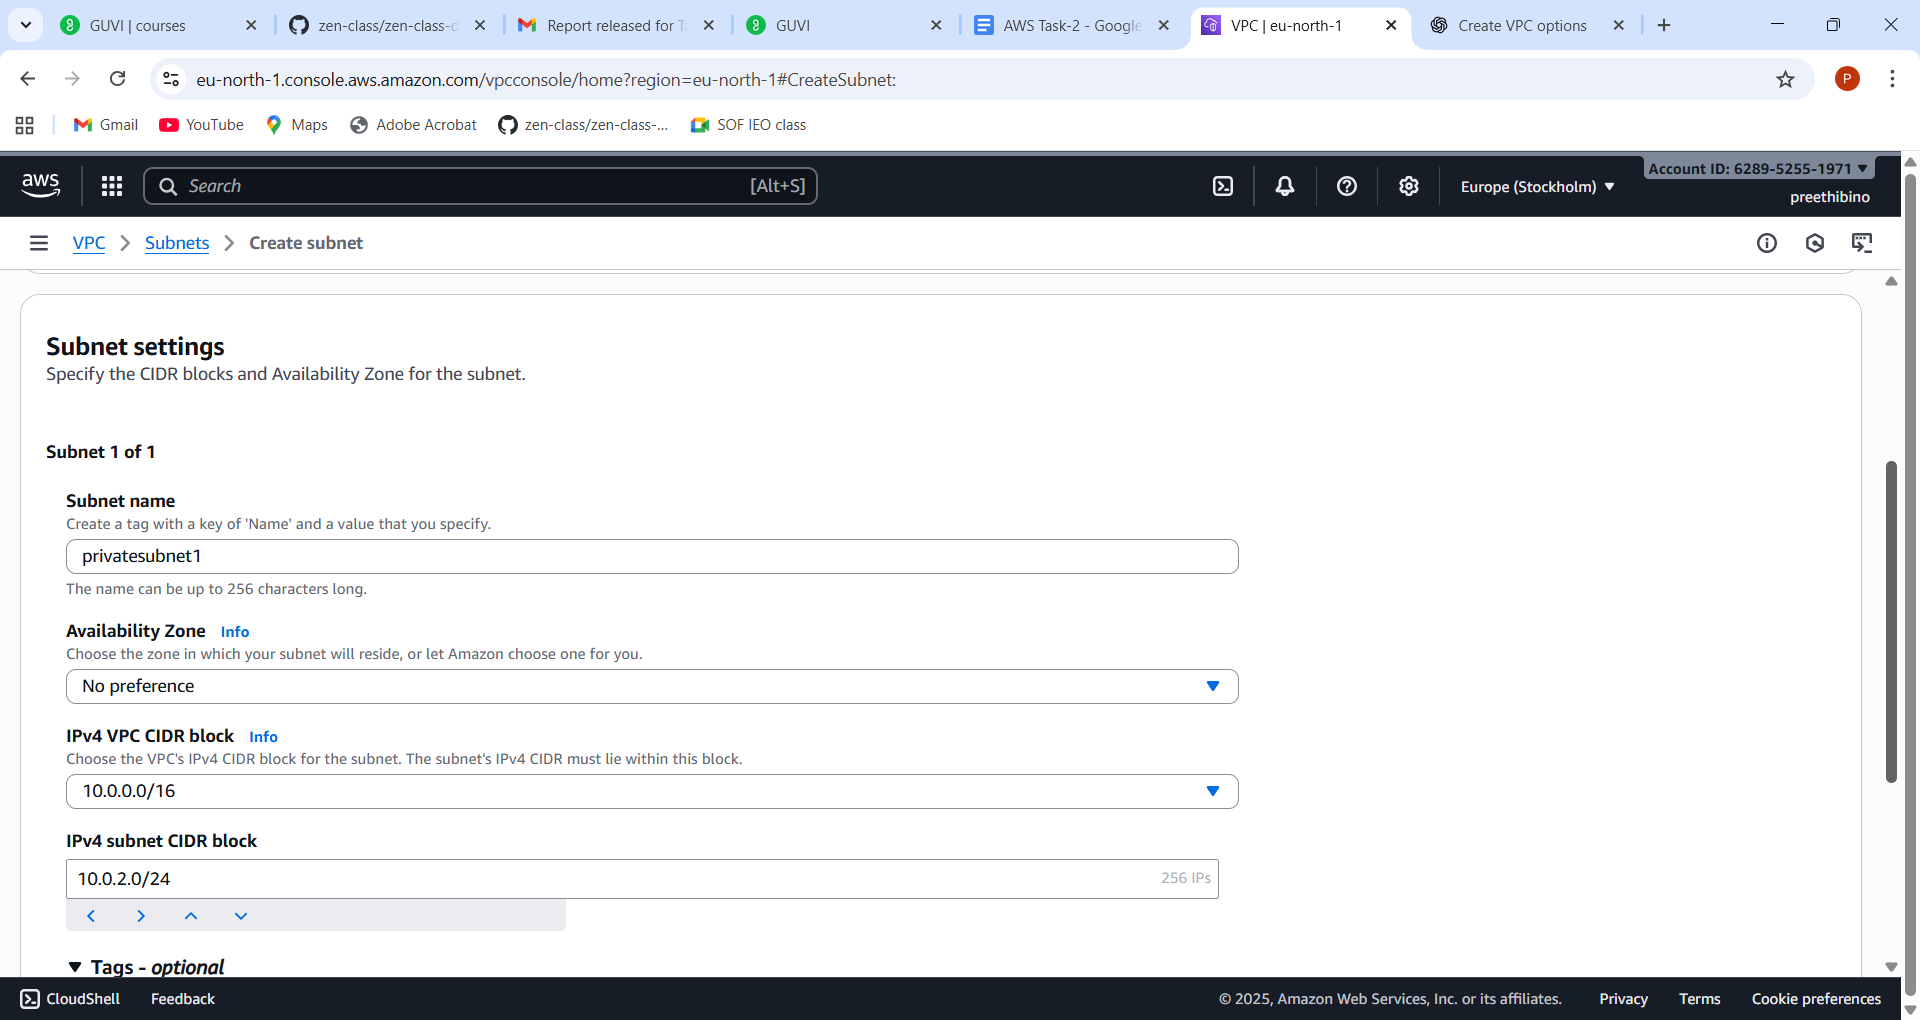 GUVI | courses
zen-class/zen-class-d
Report released for Ta
GUVI
AWS Task-2 - Google
VPC | eu-north-1
Create VPC options
eu-north-1.console.aws.amazon.com/vpcconsole/home?region=eu-north-1#CreateSubnet:
P
Gmail
YouTube
Maps
Adobe Acrobat
zen-class/zen-class-...
SOF IEO class
aws
Search
[Alt+S]
Europe (Stockholm)
Account ID: 6289-5255-1971
preethibino
VPC
Subnets
Create subnet
Subnet settings
Specify the CIDR blocks and Availability Zone for the subnet.
Subnet 1 of 1
Subnet name
Create a tag with a key of 'Name' and a value that you specify.
privatesubnet1
The name can be up to 256 characters long.
Availability Zone Info
Choose the zone in which your subnet will reside, or let Amazon choose one for you.
No preference
IPv4 VPC CIDR block Info
Choose the VPC's IPv4 CIDR block for the subnet. The subnet's IPv4 CIDR must lie within this block.
10.0.0.0/16
IPv4 subnet CIDR block
10.0.2.0/24
256 IPs
Tags - optional
CloudShell
Feedback
© 2025, Amazon Web Services, Inc. or its affiliates.
Privacy
Terms
Cookie preferences